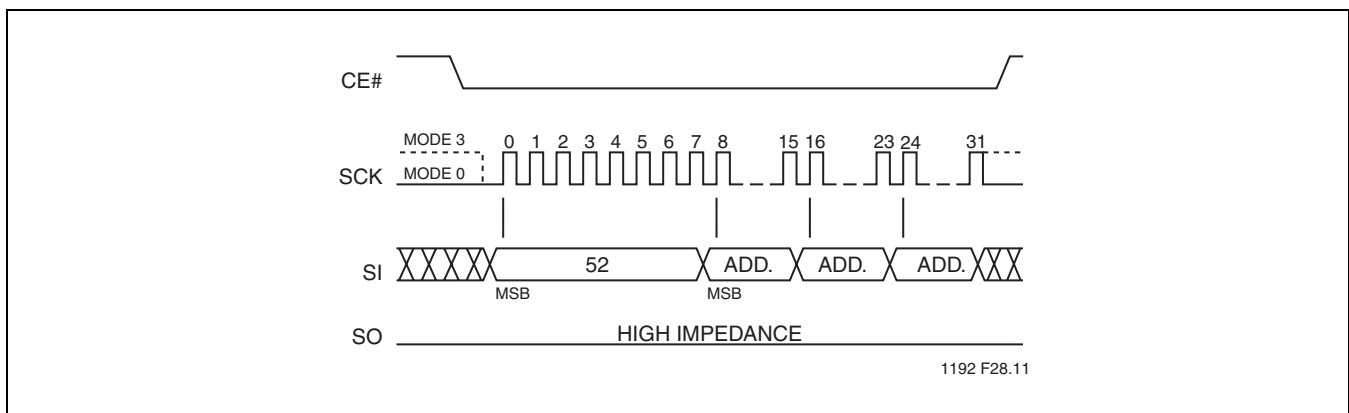 CE#
MODE 3
0 1 2 3 4 5 6 7 8 15 16 23 24 31
SCK
MODE 0
SI
52 ADD. ADD. ADD.
MSB MSB
SO
HIGH IMPEDANCE
1192 F28.11